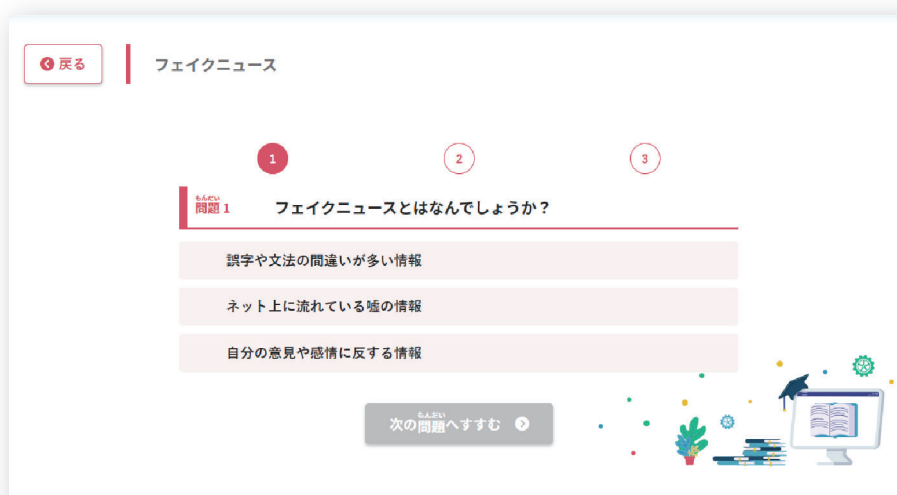 戻る
フェイクニュース
1
2
3
もんだい
問題 1
フェイクニュースとはなんでしょうか？
誤字や文法の間違いが多い情報
ネット上に流れている嘘の情報
自分の意見や感情に反する情報
もんだい
次の問題へすすむ